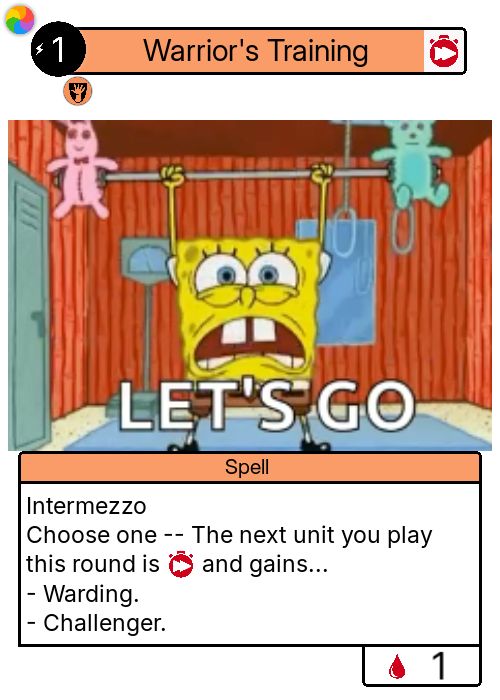 1
Warrior's Training
LET'S GO
Spell
Intermezzo
Choose one -- The next unit you play
this round is and gains...
- Warding.
- Challenger.
1